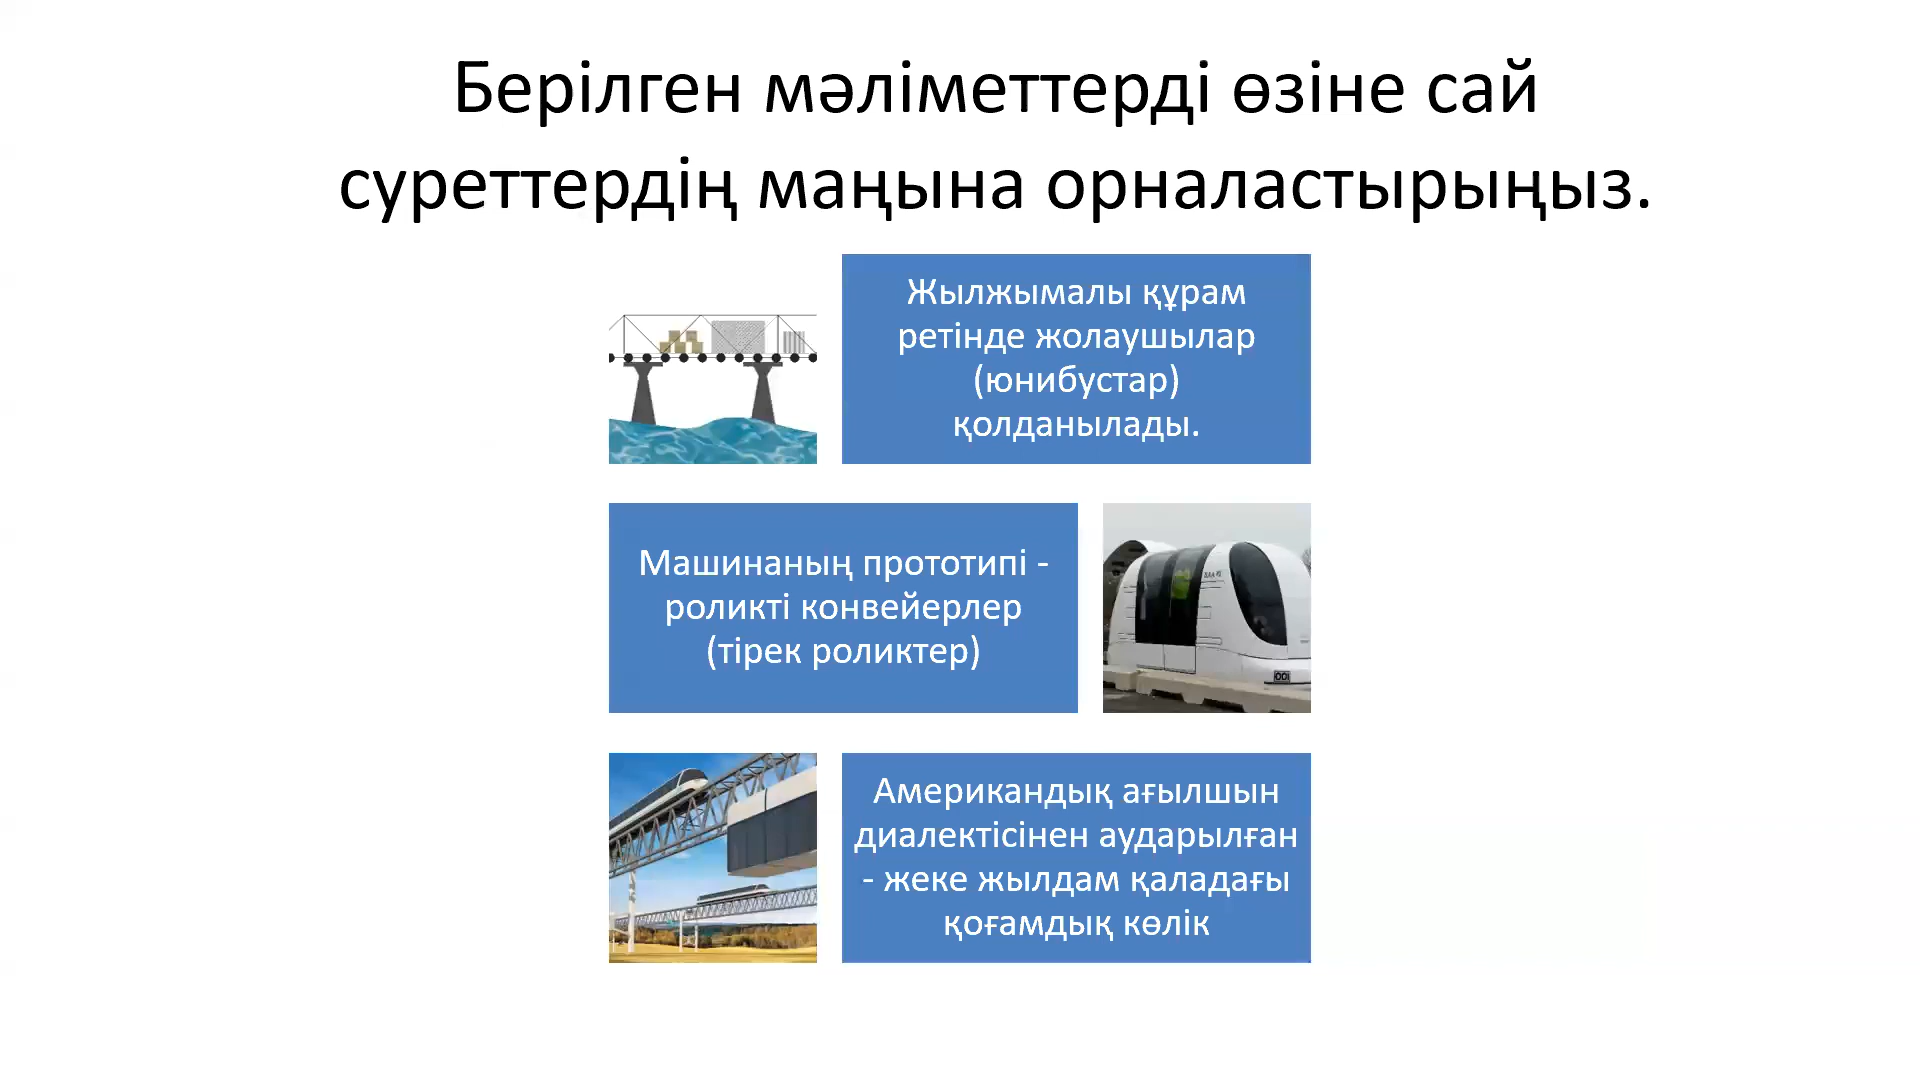 Берілген мәліметтерді өзіне сай
суреттердің маңына орналастырыңыз.
Жылжымалы құрам
ретінде жолаушылар
(юнибустар)
қолданылады.
Машинаның прототипі -
роликті конвейерлер
(тірек роликтер)
Американдық ағылшын
диалектісінен аударылған
- жеке жылдам қаладағы
қоғамдық көлік